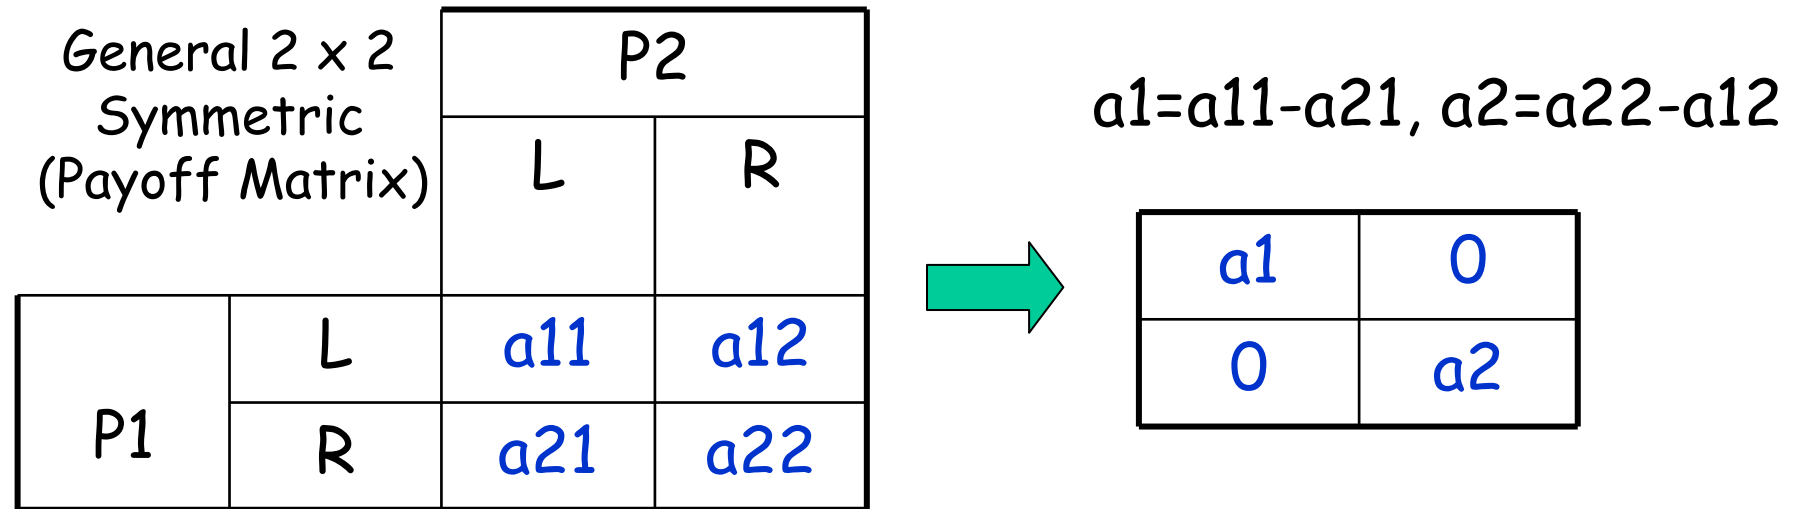 General 2 x 2
Symmetric
(Payoff Matrix)
P2
L R
P1
L a11 a12
R a21 a22
a1=a11-a21, a2=a22-a12
a1 0
0 a2